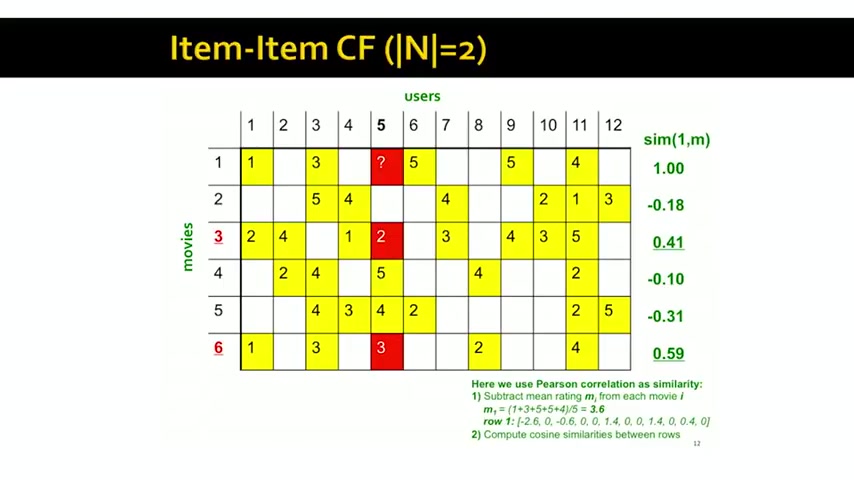 Item-Item CF (|N|=2)
users
1 2 3 4 5 6 7 8 9 10 11 12
sim(1,m)
1 1 3 ? 5 5 4 1.00
2 5 4 4 2 1 3 -0.18
3 2 4 1 2 3 4 3 5 0.41
4 2 4 5 4 2 -0.10
5 4 3 4 2 2 5 -0.31
6 1 3 3 2 4 0.59
movies
Here we use Pearson correlation as similarity:
1) Subtract mean rating mi from each movie i
m1 = (1+3+5+5+4)/5 = 3.6
row 1: [-2.6, 0, -0.6, 0, 0, 1.4, 0, 0, 1.4, 0, 0.4, 0]
2) Compute cosine similarities between rows
12